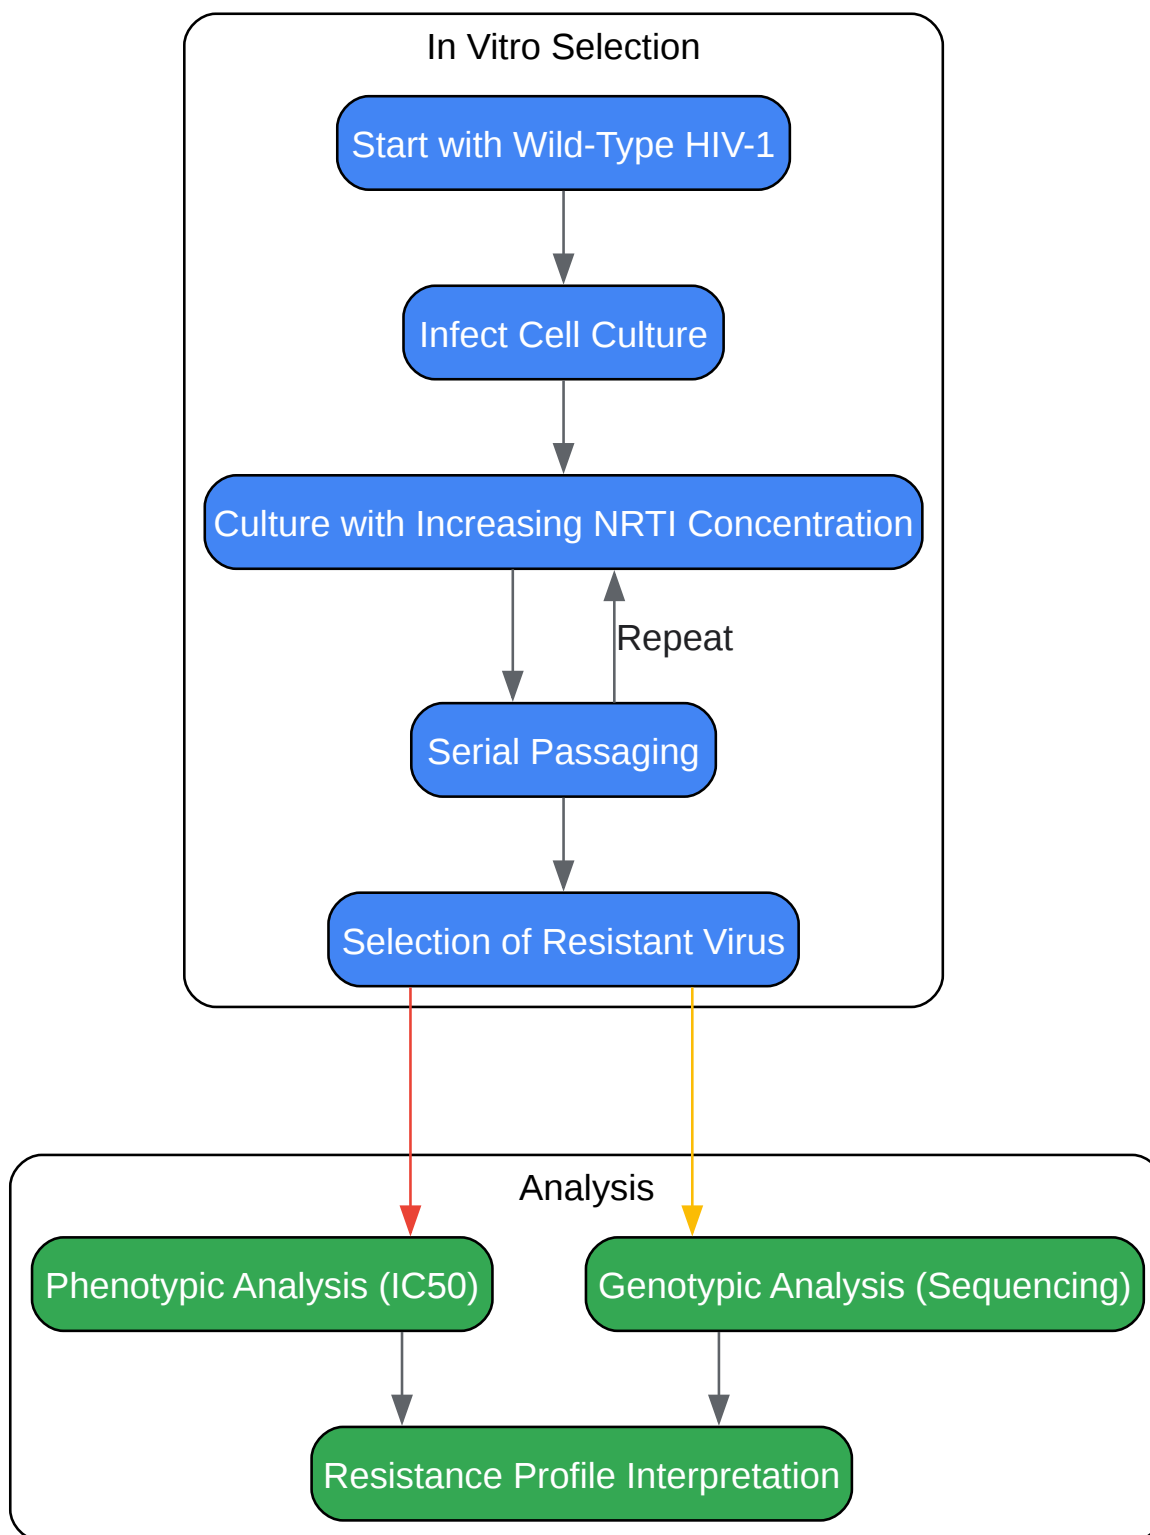 In Vitro Selection
Start with Wild-Type HIV-1
Infect Cell Culture
Culture with Increasing NRTI Concentration
Repeat
Serial Passaging
Selection of Resistant Virus
Analysis
Phenotypic Analysis (IC50)
Genotypic Analysis (Sequencing)
Resistance Profile Interpretation